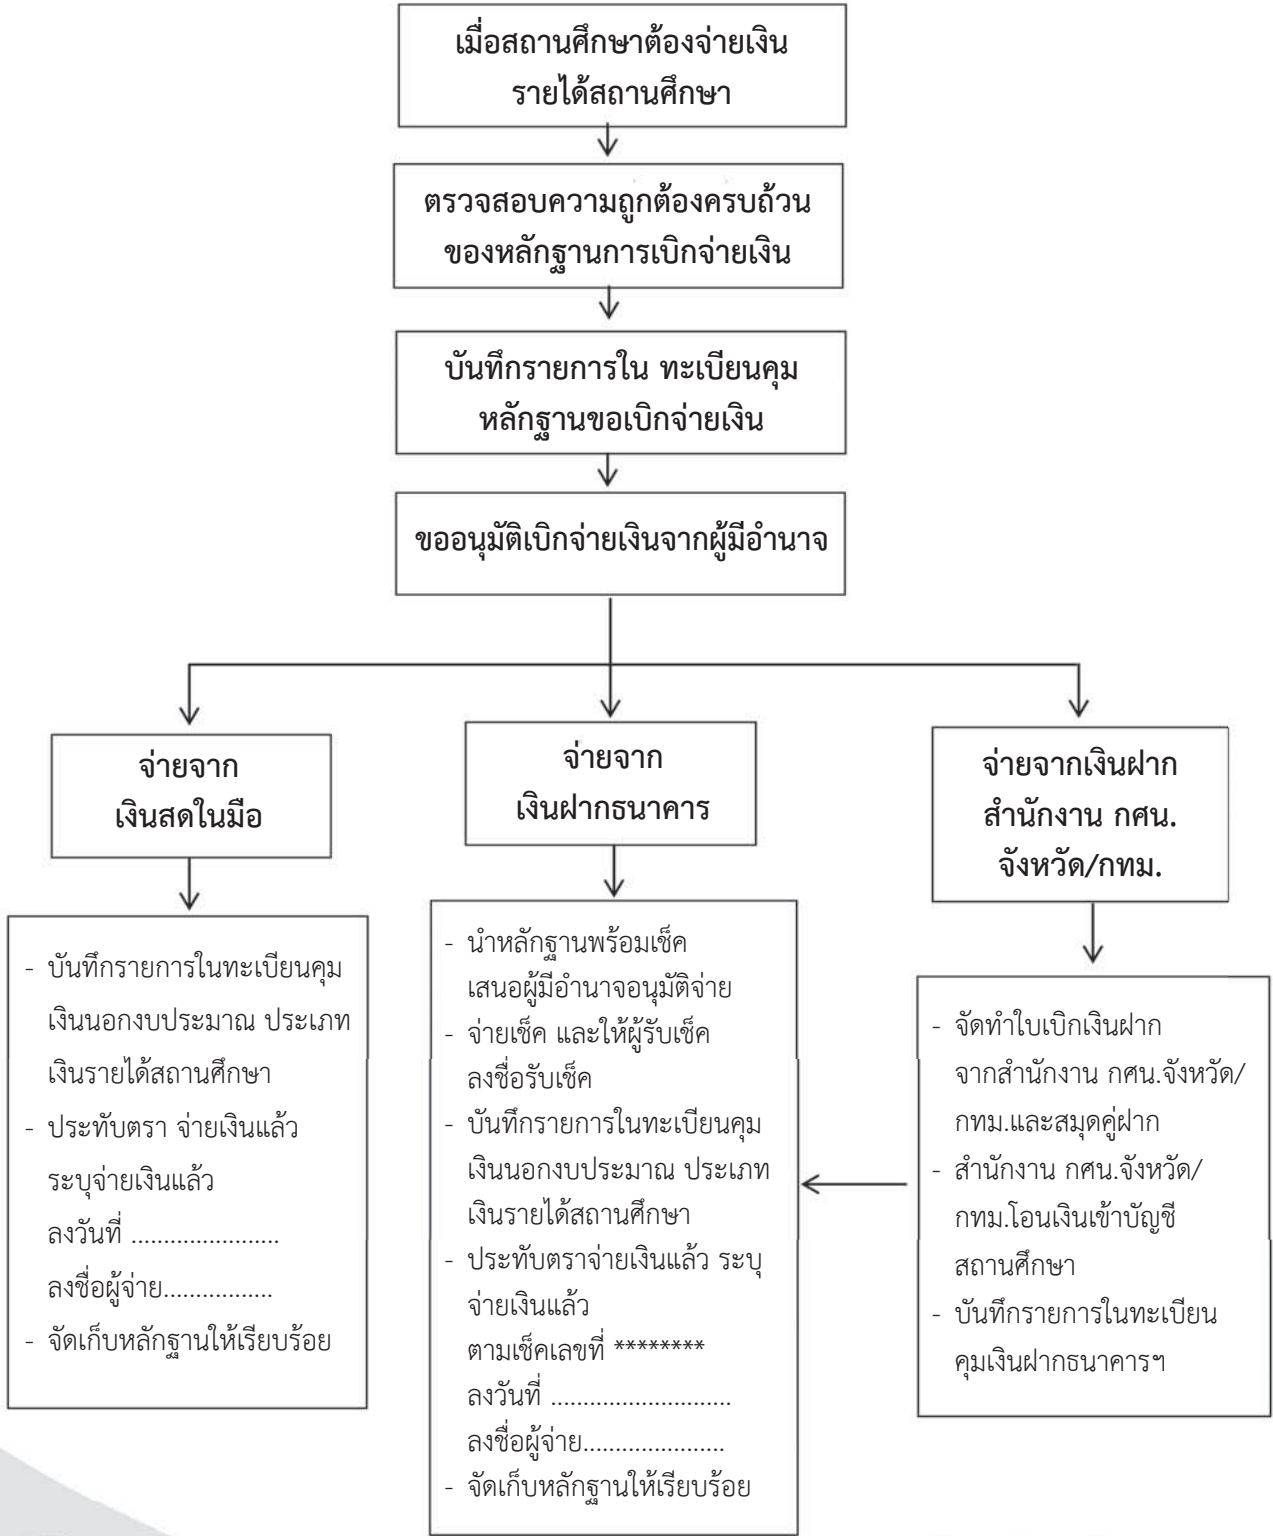 เมื่อสถานศึกษาต้องจ่ายเงิน
รายได้สถานศึกษา
ตรวจสอบความถูกต้องครบถ้วน
ของหลักฐานการเบิกจ่ายเงิน
บันทึกรายการใน ทะเบียนคุม
หลักฐานขอเบิกจ่ายเงิน
ขออนุมัติเบิกจ่ายเงินจากผู้มีอำนาจ
จ่ายจาก
เงินสดในมือ
จ่ายจาก
เงินฝากธนาคาร
จ่ายจากเงินฝาก
สำนักงาน กศน.
จังหวัด/กทม.
- บันทึกรายการในทะเบียนคุม
เงินนอกงบประมาณ ประเภท
เงินรายได้สถานศึกษา
- ประทับตรา จ่ายเงินแล้ว
ระบุจ่ายเงินแล้ว
ลงวันที่ .......................
ลงชื่อผู้จ่าย.................
- จัดเก็บหลักฐานให้เรียบร้อย
- นำหลักฐานพร้อมเช็ค
เสนอผู้มีอำนาจอนุมัติจ่าย
- จ่ายเช็ค และให้ผู้รับเช็ค
ลงชื่อรับเช็ค
- บันทึกรายการในทะเบียนคุม
เงินนอกงบประมาณ ประเภท
เงินรายได้สถานศึกษา
- ประทับตราจ่ายเงินแล้ว ระบุ
จ่ายเงินแล้ว
ตามเช็คเลขที่ ********
ลงวันที่ ............................
ลงชื่อผู้จ่าย......................
- จัดเก็บหลักฐานให้เรียบร้อย
- จัดทำใบเบิกเงินฝาก
จากสำนักงาน กศน.จังหวัด/
กทม.และสมุดคู่ฝาก
- สำนักงาน กศน.จังหวัด/
กทม.โอนเงินเข้าบัญชี
สถานศึกษา
- บันทึกรายการในทะเบียน
คุมเงินฝากธนาคารฯ